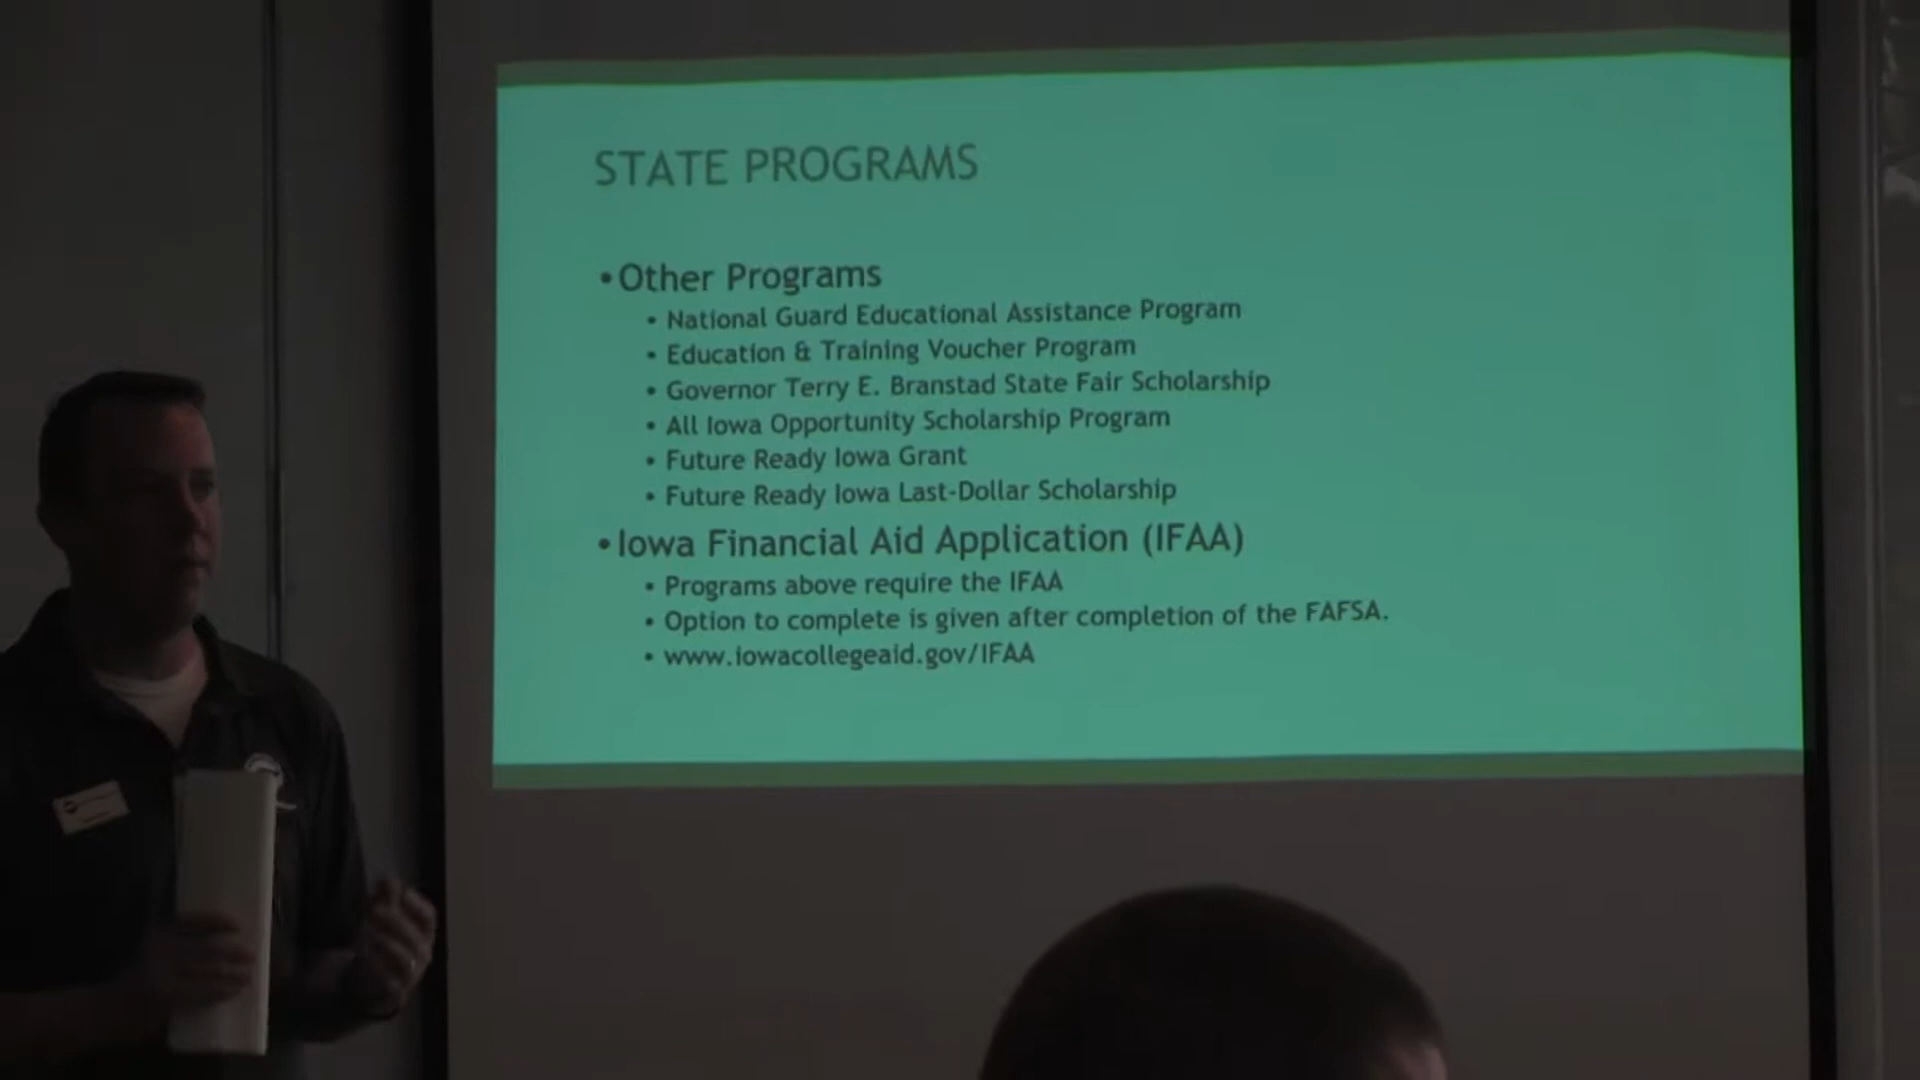 STATE PROGRAMS
• Other Programs
• National Guard Educational Assistance Program
• Education & Training Voucher Program
• Governor Terry E. Branstad State Fair Scholarship
• All Iowa Opportunity Scholarship Program
• Future Ready Iowa Grant
• Future Ready Iowa Last-Dollar Scholarship
• Iowa Financial Aid Application (IFAA)
• Programs above require the IFAA
• Option to complete is given after completion of the FAFSA.
• www.iowacollegeaid.gov/IFAA